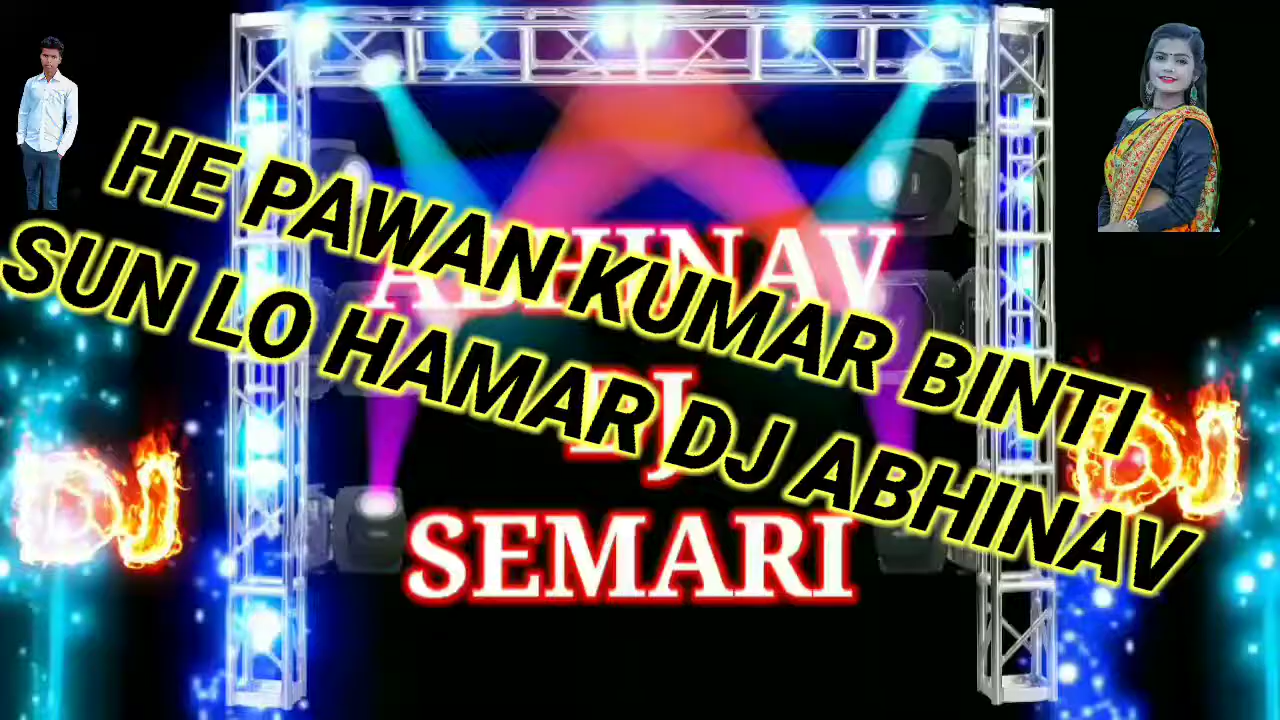 HE PAWAN KUMAR BINTI
SUN LO HAMAR DJ ABHINAV
ABHINAV
DJ
SEMARI
DJ
DJ